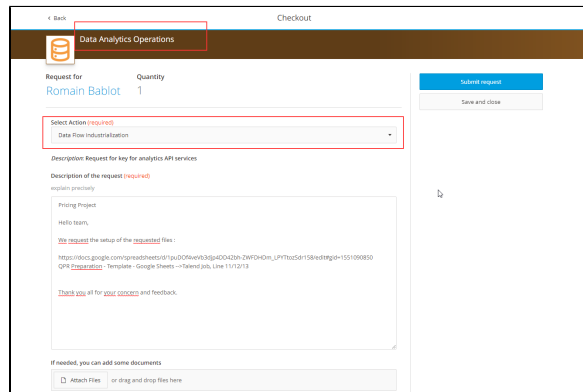 Back
Checkout
Data Analytics Operations
Request for
Quantity
Romain Bablot
1
Submit request
Save and close
Select Action (required)
Data Flow industrialization
Description: Request for key for analytics API services
Description of the request (required)
explain precisely
Pricing Project
Hello team,
We request the setup of the requested files :
QPR Preparation - Template - Google Sheets -->Talend Job, Line 11/12/13
Thank you all for your concern and feedback.
If needed, you can add some documents
Attach Files
or drag and drop files here